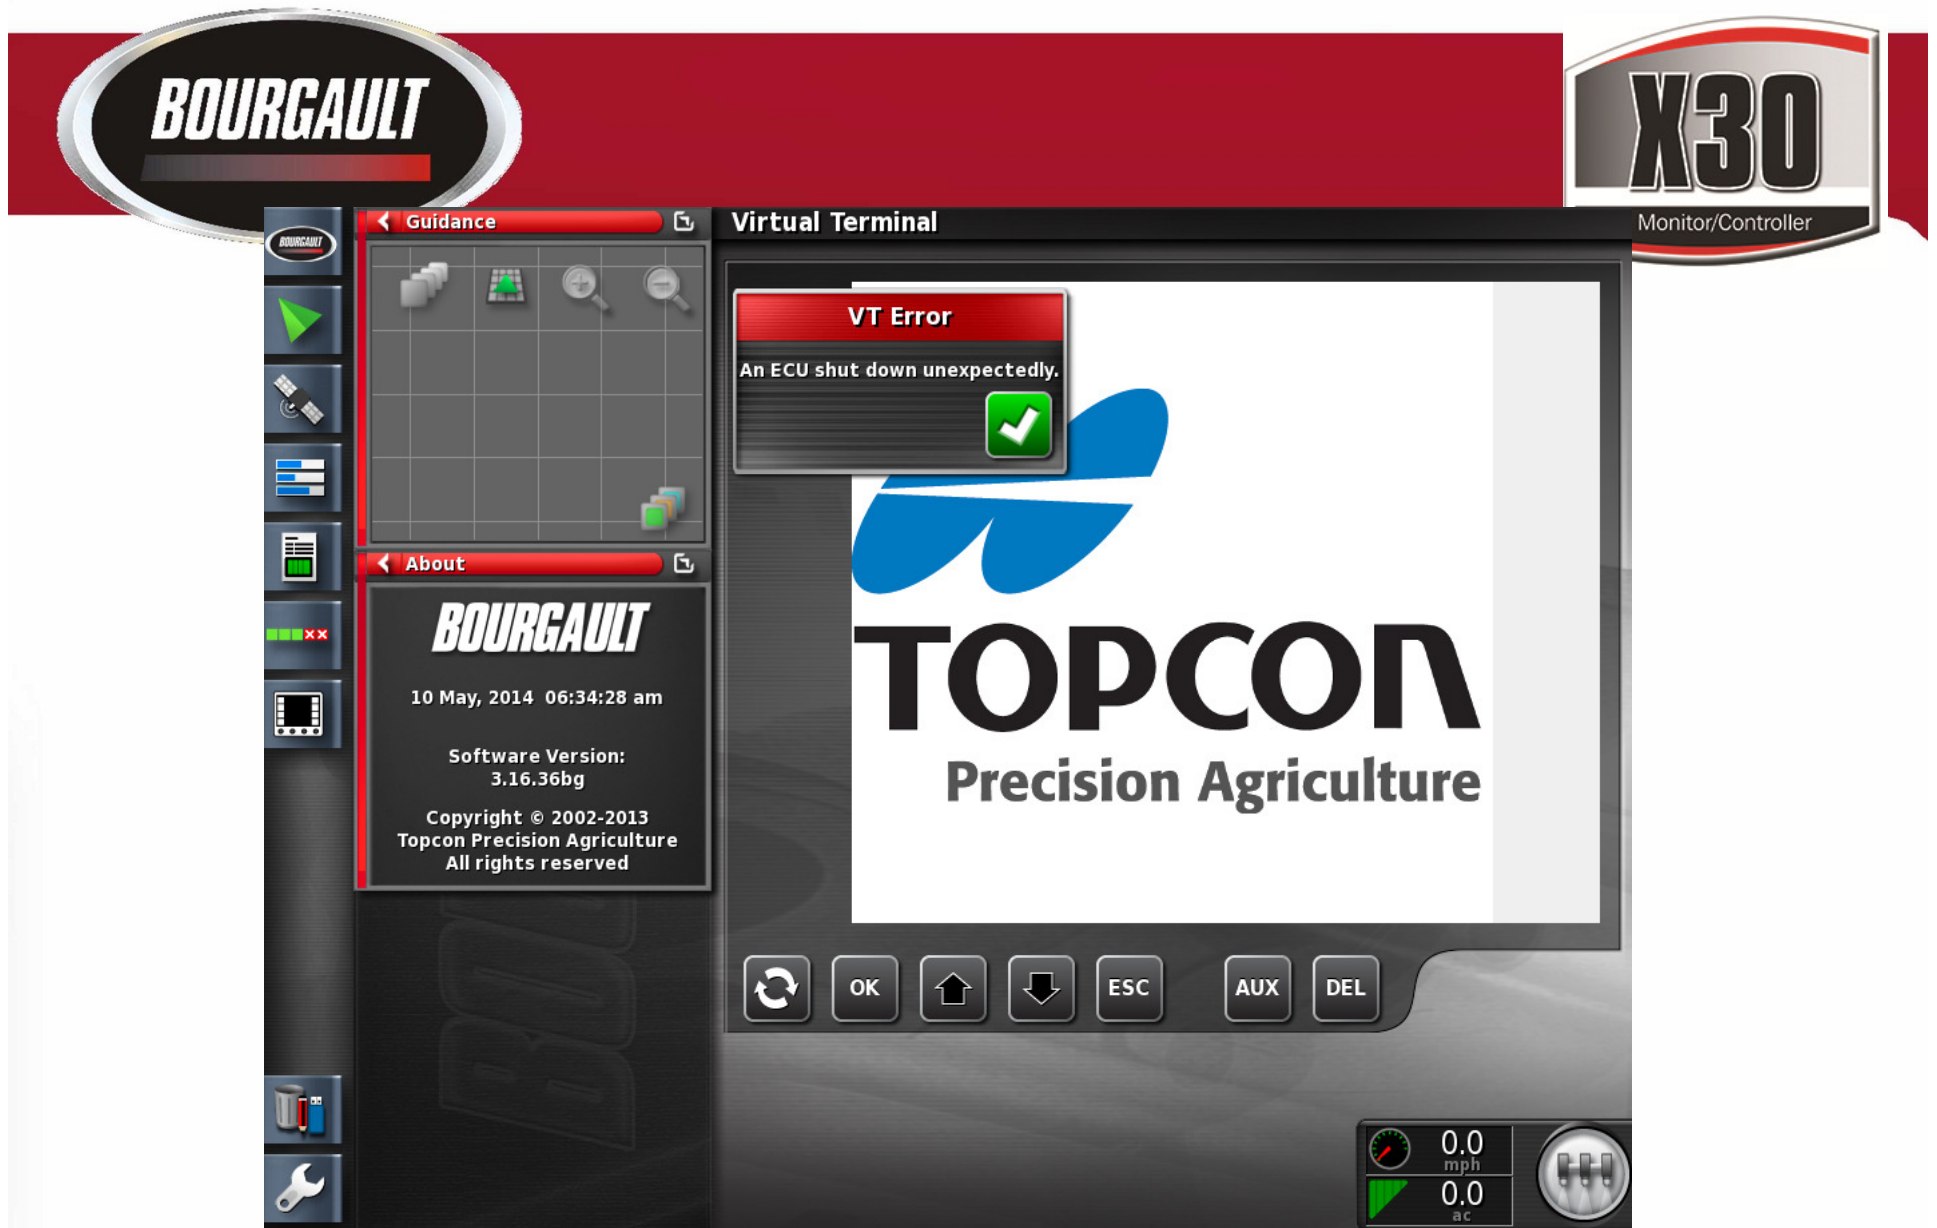 BOURGAULT
X30
Monitor/Controller
BOURGAULT
Guidance
Virtual Terminal
VT Error
An ECU shut down unexpectedly.
TOPCON
Precision Agriculture
About
BOURGAULT
10 May, 2014 06:34:28 am
Software Version:
3.16.36bg
Copyright © 2002-2013
Topcon Precision Agriculture
All rights reserved
OK
ESC
AUX
DEL
0.0
mph
0.0
ac